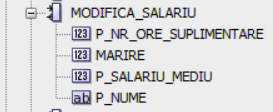 MODIFICA_SALARIU
123 P_NR_ORE_SUPLIMENTARE
123 MARIRE
123 P_SALARIU_MEDIU
ab P_NUME